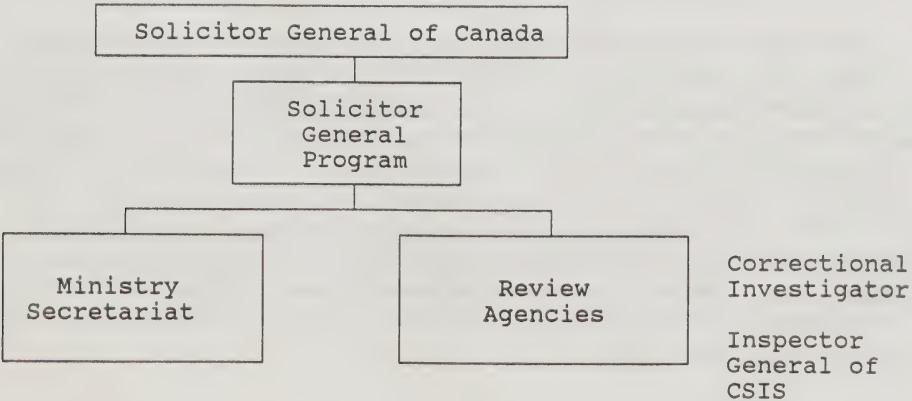 Solicitor General of Canada
Solicitor
General
Program
Ministry
Secretariat
Review
Agencies
Correctional
Investigator
Inspector
General of
CSIS